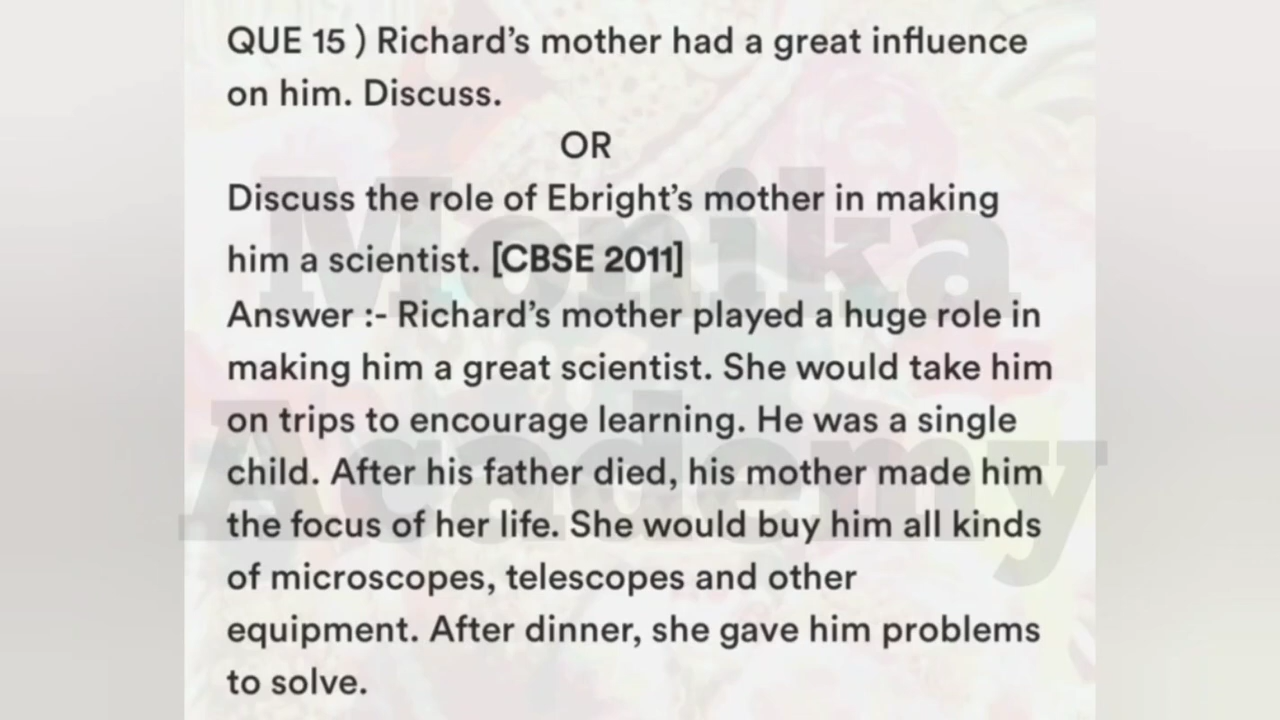 QUE 15 ) Richard’s mother had a great influence
on him. Discuss.
OR
Discuss the role of Ebright’s mother in making
him a scientist. [CBSE 2011]
Answer :- Richard’s mother played a huge role in
making him a great scientist. She would take him
on trips to encourage learning. He was a single
child. After his father died, his mother made him
the focus of her life. She would buy him all kinds
of microscopes, telescopes and other
equipment. After dinner, she gave him problems
to solve.
Monika
Academy